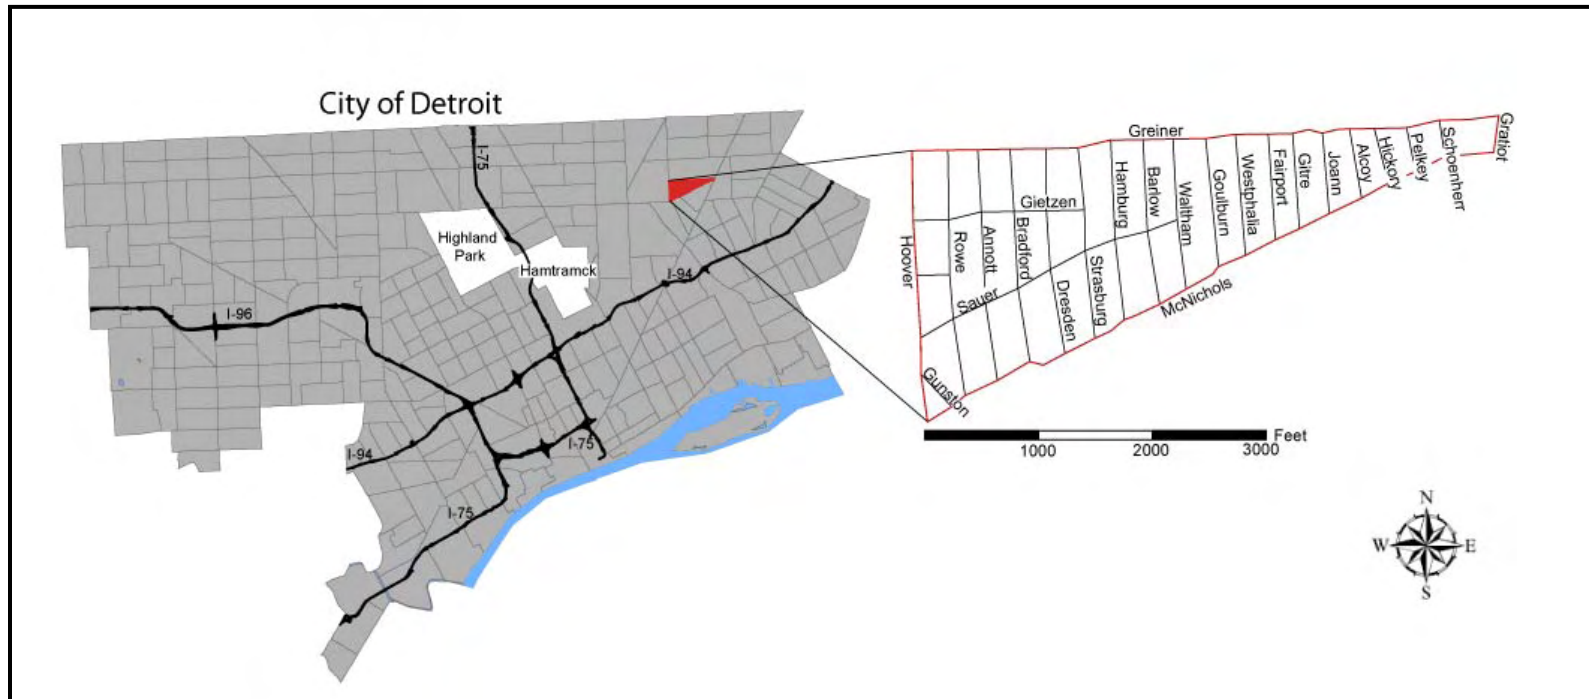 City of Detroit
I-75
Highland
Park
Hamtramck
I-94
I-96
I-94
I-75
I-75
Greiner
Gratiot
Schoenherr
Pelkey
Hickory
Alcoy
Joann
Gitre
Fairport
Westphalia
Goulburn
Waltham
Barlow
Hamburg
Gietzen
Bradford
Annott
Rowe
Hoover
Sauer
Dresden
Strasburg
McNichols
Gunston
Feet
1000 2000 3000
N
W E
S